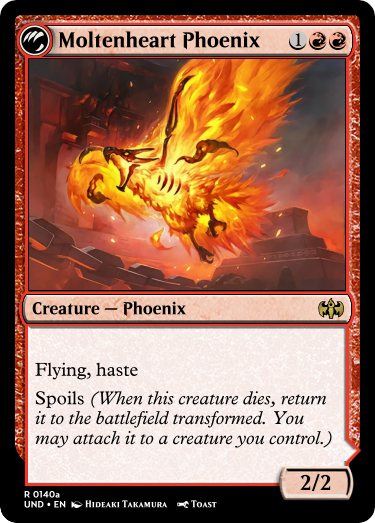 Moltenheart Phoenix 1
Creature — Phoenix
Flying, haste
Spoils (When this creature dies, return
it to the battlefield transformed. You
may attach it to a creature you control.)
2/2
R 0140a
UND • EN Hideaki Takamura Toast